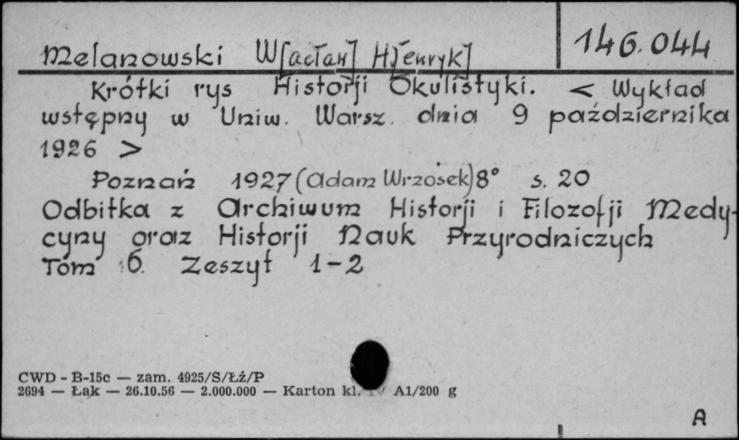 146.044
Melanowski W[acław] H[enryk]
Krótki rys Historji Okulistyki. < Wykład
wstępny w Uniw. Warsz. dnia 9 października
1926 >
Poznań 1927 (Adam Wrzosek) 8° s. 20
Odbitka z Archiwum Historji i Filozofji Medy-
cyny oraz Historji Nauk Przyrodniczych
Tom 6. Zeszyt 1-2
CWD - B-15c — zam. 4925/S/Łź/P
2694 — Łąk — 26.10.56 — 2.000.000 — Karton kl. IV A1/200 g
A